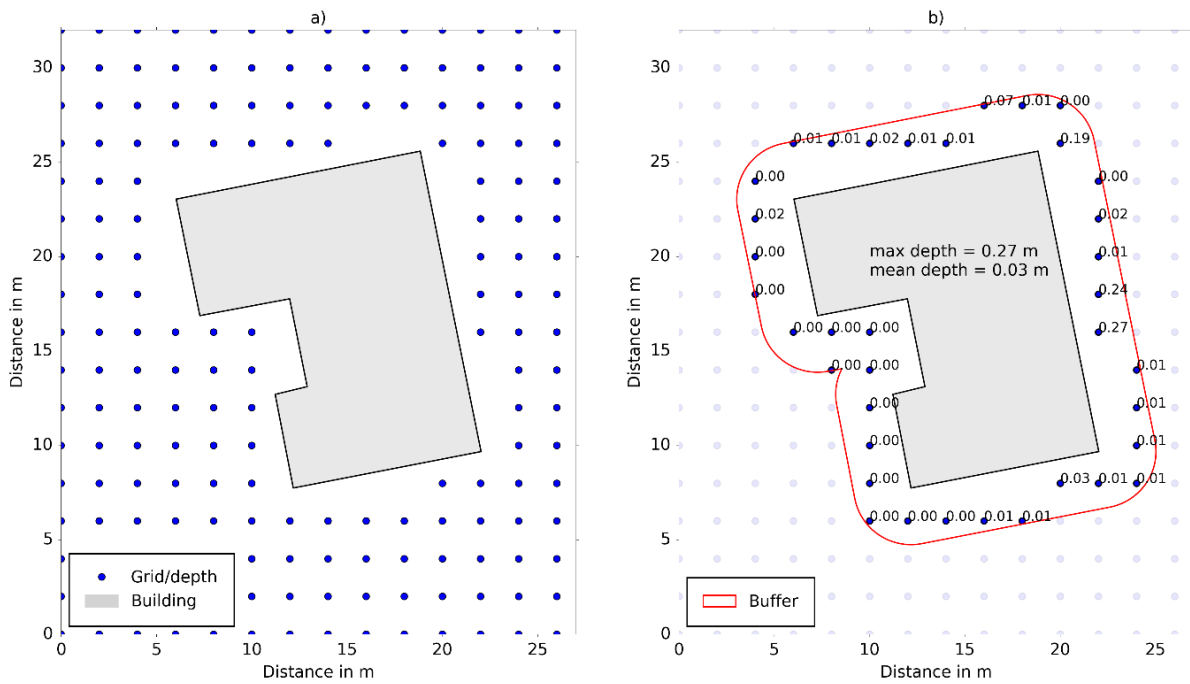 a)
30
25
20
15
10
5
0
Distance in m
Grid/depth
Building
0 5 10 15 20 25
Distance in m
b)
30
25
20
15
10
5
0
Distance in m
0.07 0.01 0.00
0.01 0.01 0.02 0.01 0.01 0.19
0.00 0.00
0.02 0.02
0.00 0.01
max depth = 0.27 m
mean depth = 0.03 m
0.00 0.24
0.00 0.00 0.00 0.27
0.00 0.00 0.01
0.00 0.01
0.00 0.01
0.00 0.03 0.01 0.01
0.00 0.00 0.00 0.01 0.01
Buffer
0 5 10 15 20 25
Distance in m